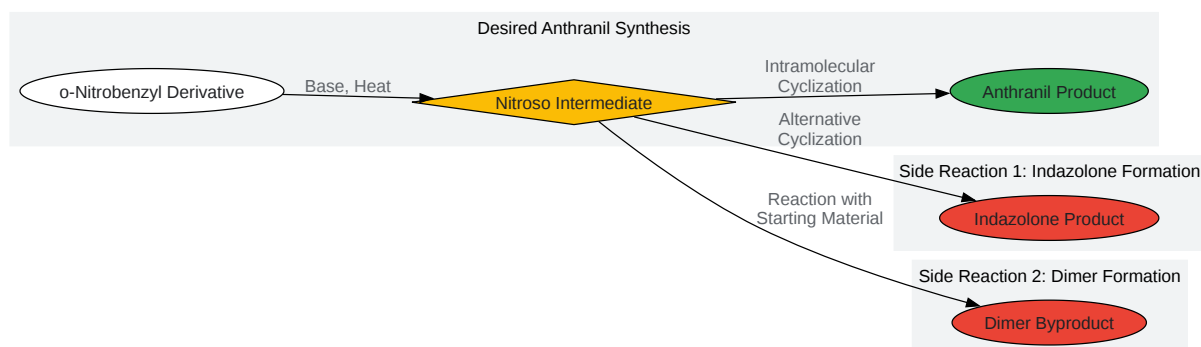 Desired Anthranil Synthesis
o-Nitrobenzyl Derivative
Base, Heat
Nitroso Intermediate
Intramolecular
Cyclization
Anthranil Product
Alternative
Cyclization
Side Reaction 1: Indazolone Formation
Indazolone Product
Reaction with
Starting Material
Side Reaction 2: Dimer Formation
Dimer Byproduct